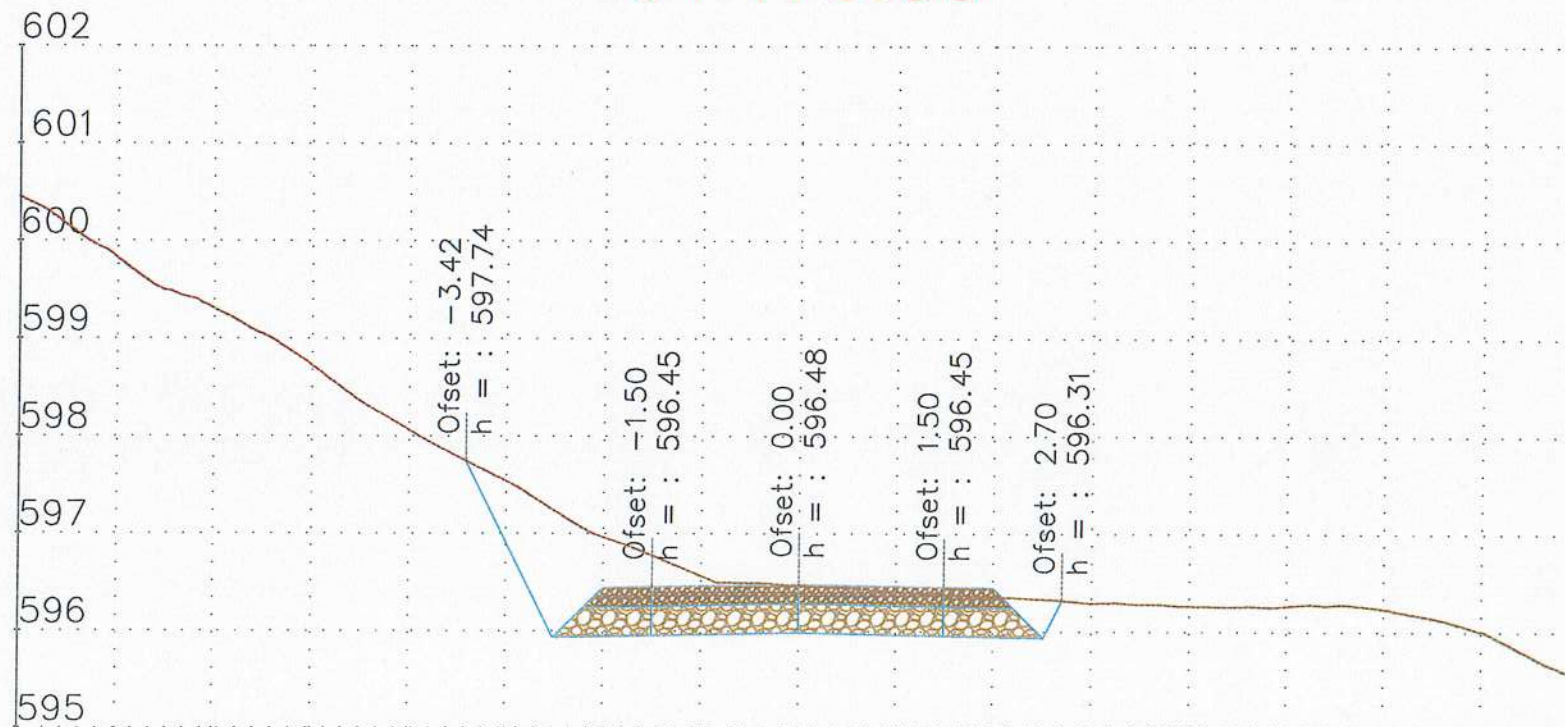 602
601
600
599
598
597
596
595
Ofset: -3.42
h = : 597.74
Ofset: -1.50
h = : 596.45
Ofset: 0.00
h = : 596.48
Ofset: 1.50
h = : 596.45
Ofset: 2.70
h = : 596.31